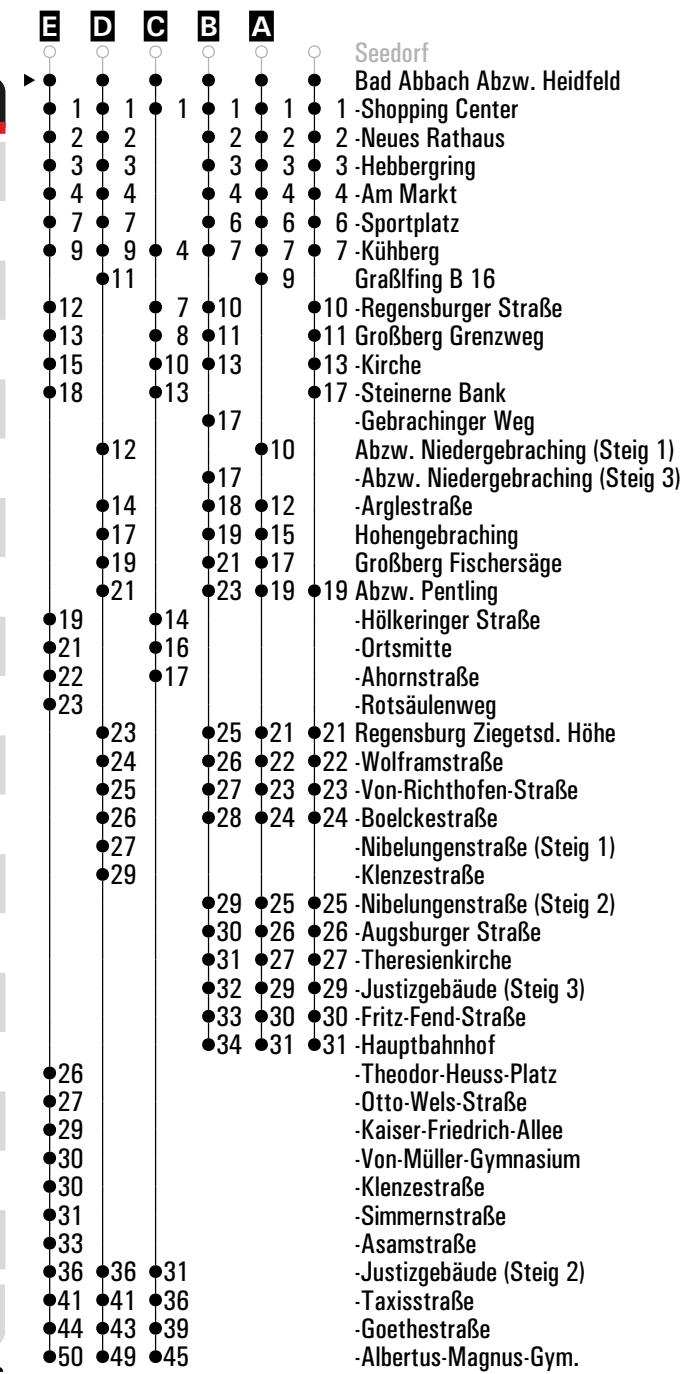 E D C B A
Seedorf
Bad Abbach Abzw. Heidfeld
1 1 1 1 1 1 -Shopping Center
2 2 2 2 2 -Neues Rathaus
3 3 3 3 3 -Hebbergring
4 4 4 4 4 -Am Markt
7 7 6 6 6 -Sportplatz
9 9 4 7 7 7 -Kühberg
11 9 Graßlfing B 16
12 7 10 10 -Regensburger Straße
13 8 11 11 Großberg Grenzweg
15 10 13 13 -Kirche
18 13 17 -Steinerne Bank
17 -Gebrachinger Weg
12 10 Abzw. Niedergebraching (Steig 1)
17 -Abzw. Niedergebraching (Steig 3)
14 18 12 -Arglestraße
17 19 15 Hohengebraching
19 21 17 Großberg Fischersäge
21 23 19 19 Abzw. Pentling
19 14 -Hölkeringer Straße
21 16 -Ortsmitte
22 17 -Ahornstraße
23 -Rotsäulenweg
23 25 21 21 Regensburg Ziegetsd. Höhe
24 26 22 22 -Wolframstraße
25 27 23 23 -Von-Richthofen-Straße
26 28 24 24 -Boelckestraße
27 -Nibelungenstraße (Steig 1)
29 -Klenzestraße
29 25 25 -Nibelungenstraße (Steig 2)
30 26 26 -Augsburger Straße
31 27 27 -Theresienkirche
32 29 29 -Justizgebäude (Steig 3)
33 30 30 -Fritz-Fend-Straße
34 31 31 -Hauptbahnhof
26 -Theodor-Heuss-Platz
27 -Otto-Wels-Straße
29 -Kaiser-Friedrich-Allee
30 -Von-Müller-Gymnasium
30 -Klenzestraße
31 -Simmernstraße
33 -Asamstraße
36 36 31 -Justizgebäude (Steig 2)
41 41 36 -Taxisstraße
44 43 39 -Goethestraße
50 49 45 -Albertus-Magnus-Gym.